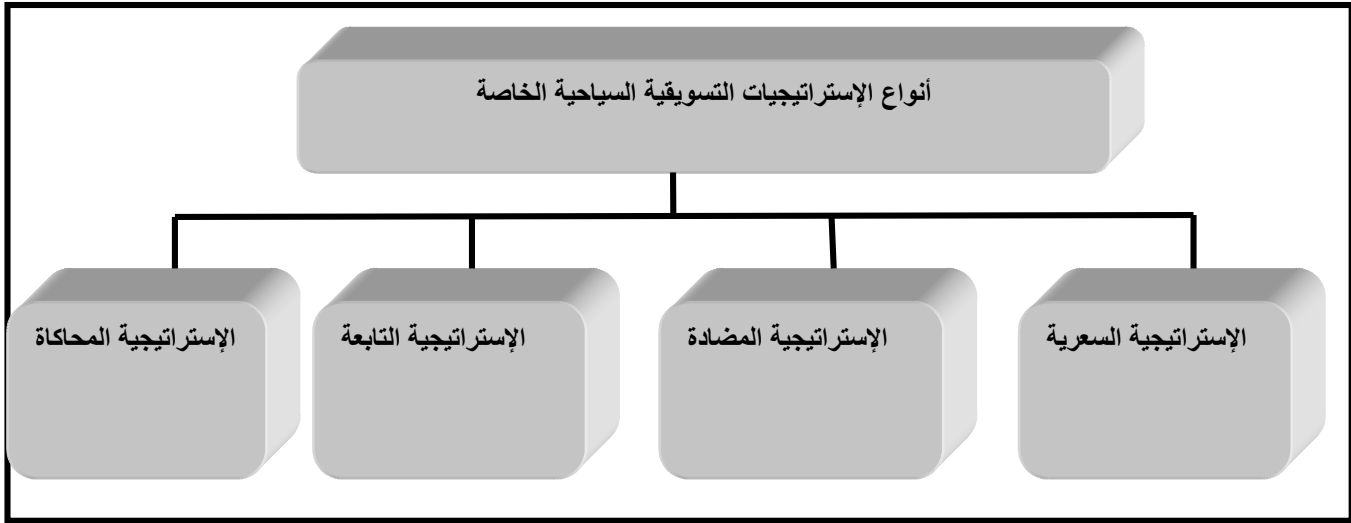 أنواع الإستراتيجيات التسويقية السياحية الخاصة
الإستراتيجية السعرية
الإستراتيجية المضادة
الإستراتيجية التابعة
الإستراتيجية المحاكاة